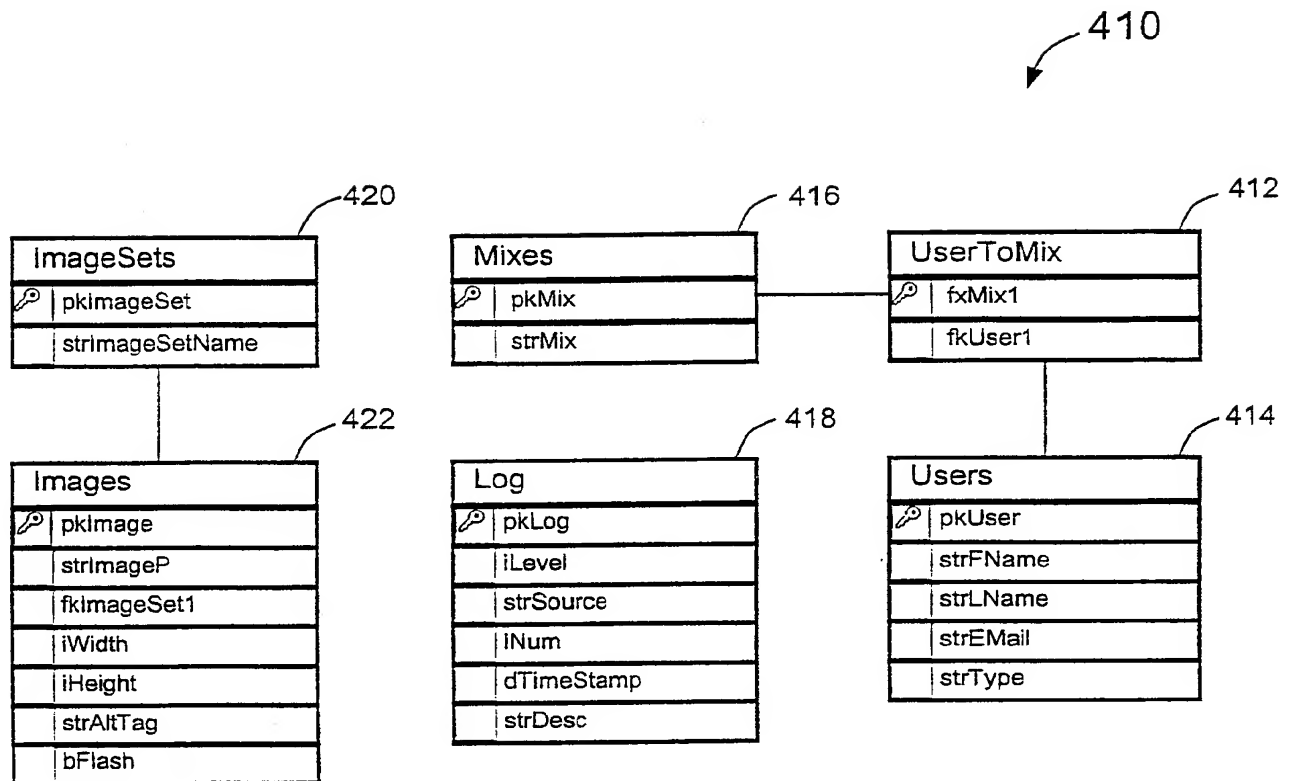 410
420
ImageSets
pkImageSet
strImageSetName
416
Mixes
pkMix
strMix
412
UserToMix
fxMix1
fkUser1
422
Images
pkImage
strImageP
fkImageSet1
iWidth
iHeight
strAltTag
bFlash
418
Log
pkLog
iLevel
strSource
lNum
dTimeStamp
strDesc
414
Users
pkUser
strFName
strLName
strEMail
strType